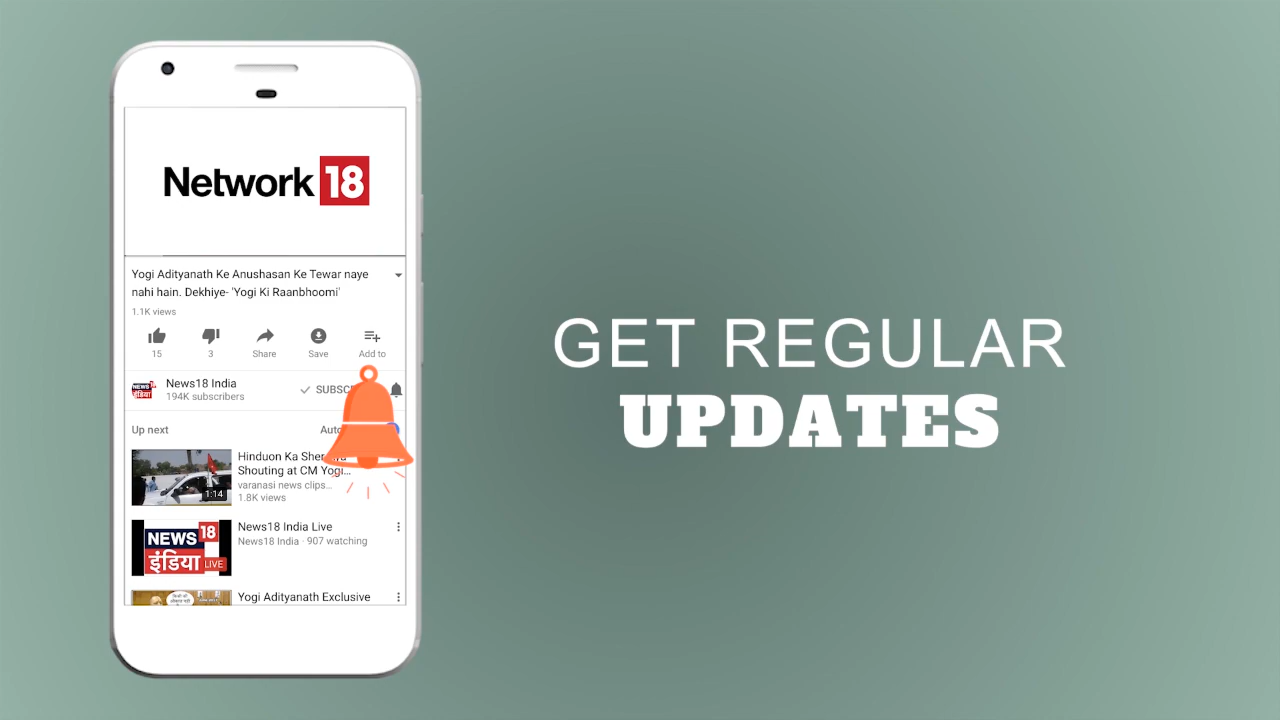 Network 18
Yogi Adityanath Ke Anushasan Ke Tewar naye
nahi hain. Dekhiye- 'Yogi Ki Raanbhoomi'
1.1K views
15
3
Share
Save
Add to
News18 India
194K subscribers
SUBSC
Up next
Auto
Hinduon Ka Sher
Shouting at CM Yogi...
varanasi news clips...
1.8K views
1:14
News18 India Live
News18 India · 907 watching
NEWS 18
इंडिया
LIVE
Yogi Adityanath Exclusive
GET REGULAR
UPDATES